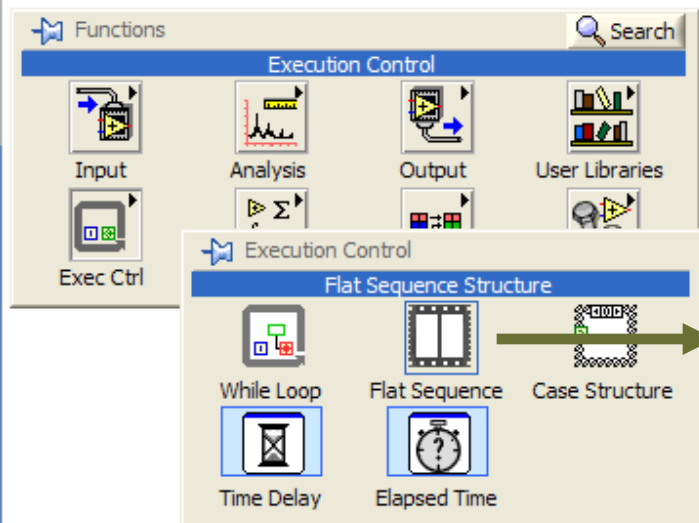 Functions
Search
Execution Control
Input
Analysis
Output
User Libraries
Exec Ctrl
Execution Control
Flat Sequence Structure
While Loop
Flat Sequence
Case Structure
Time Delay
Elapsed Time